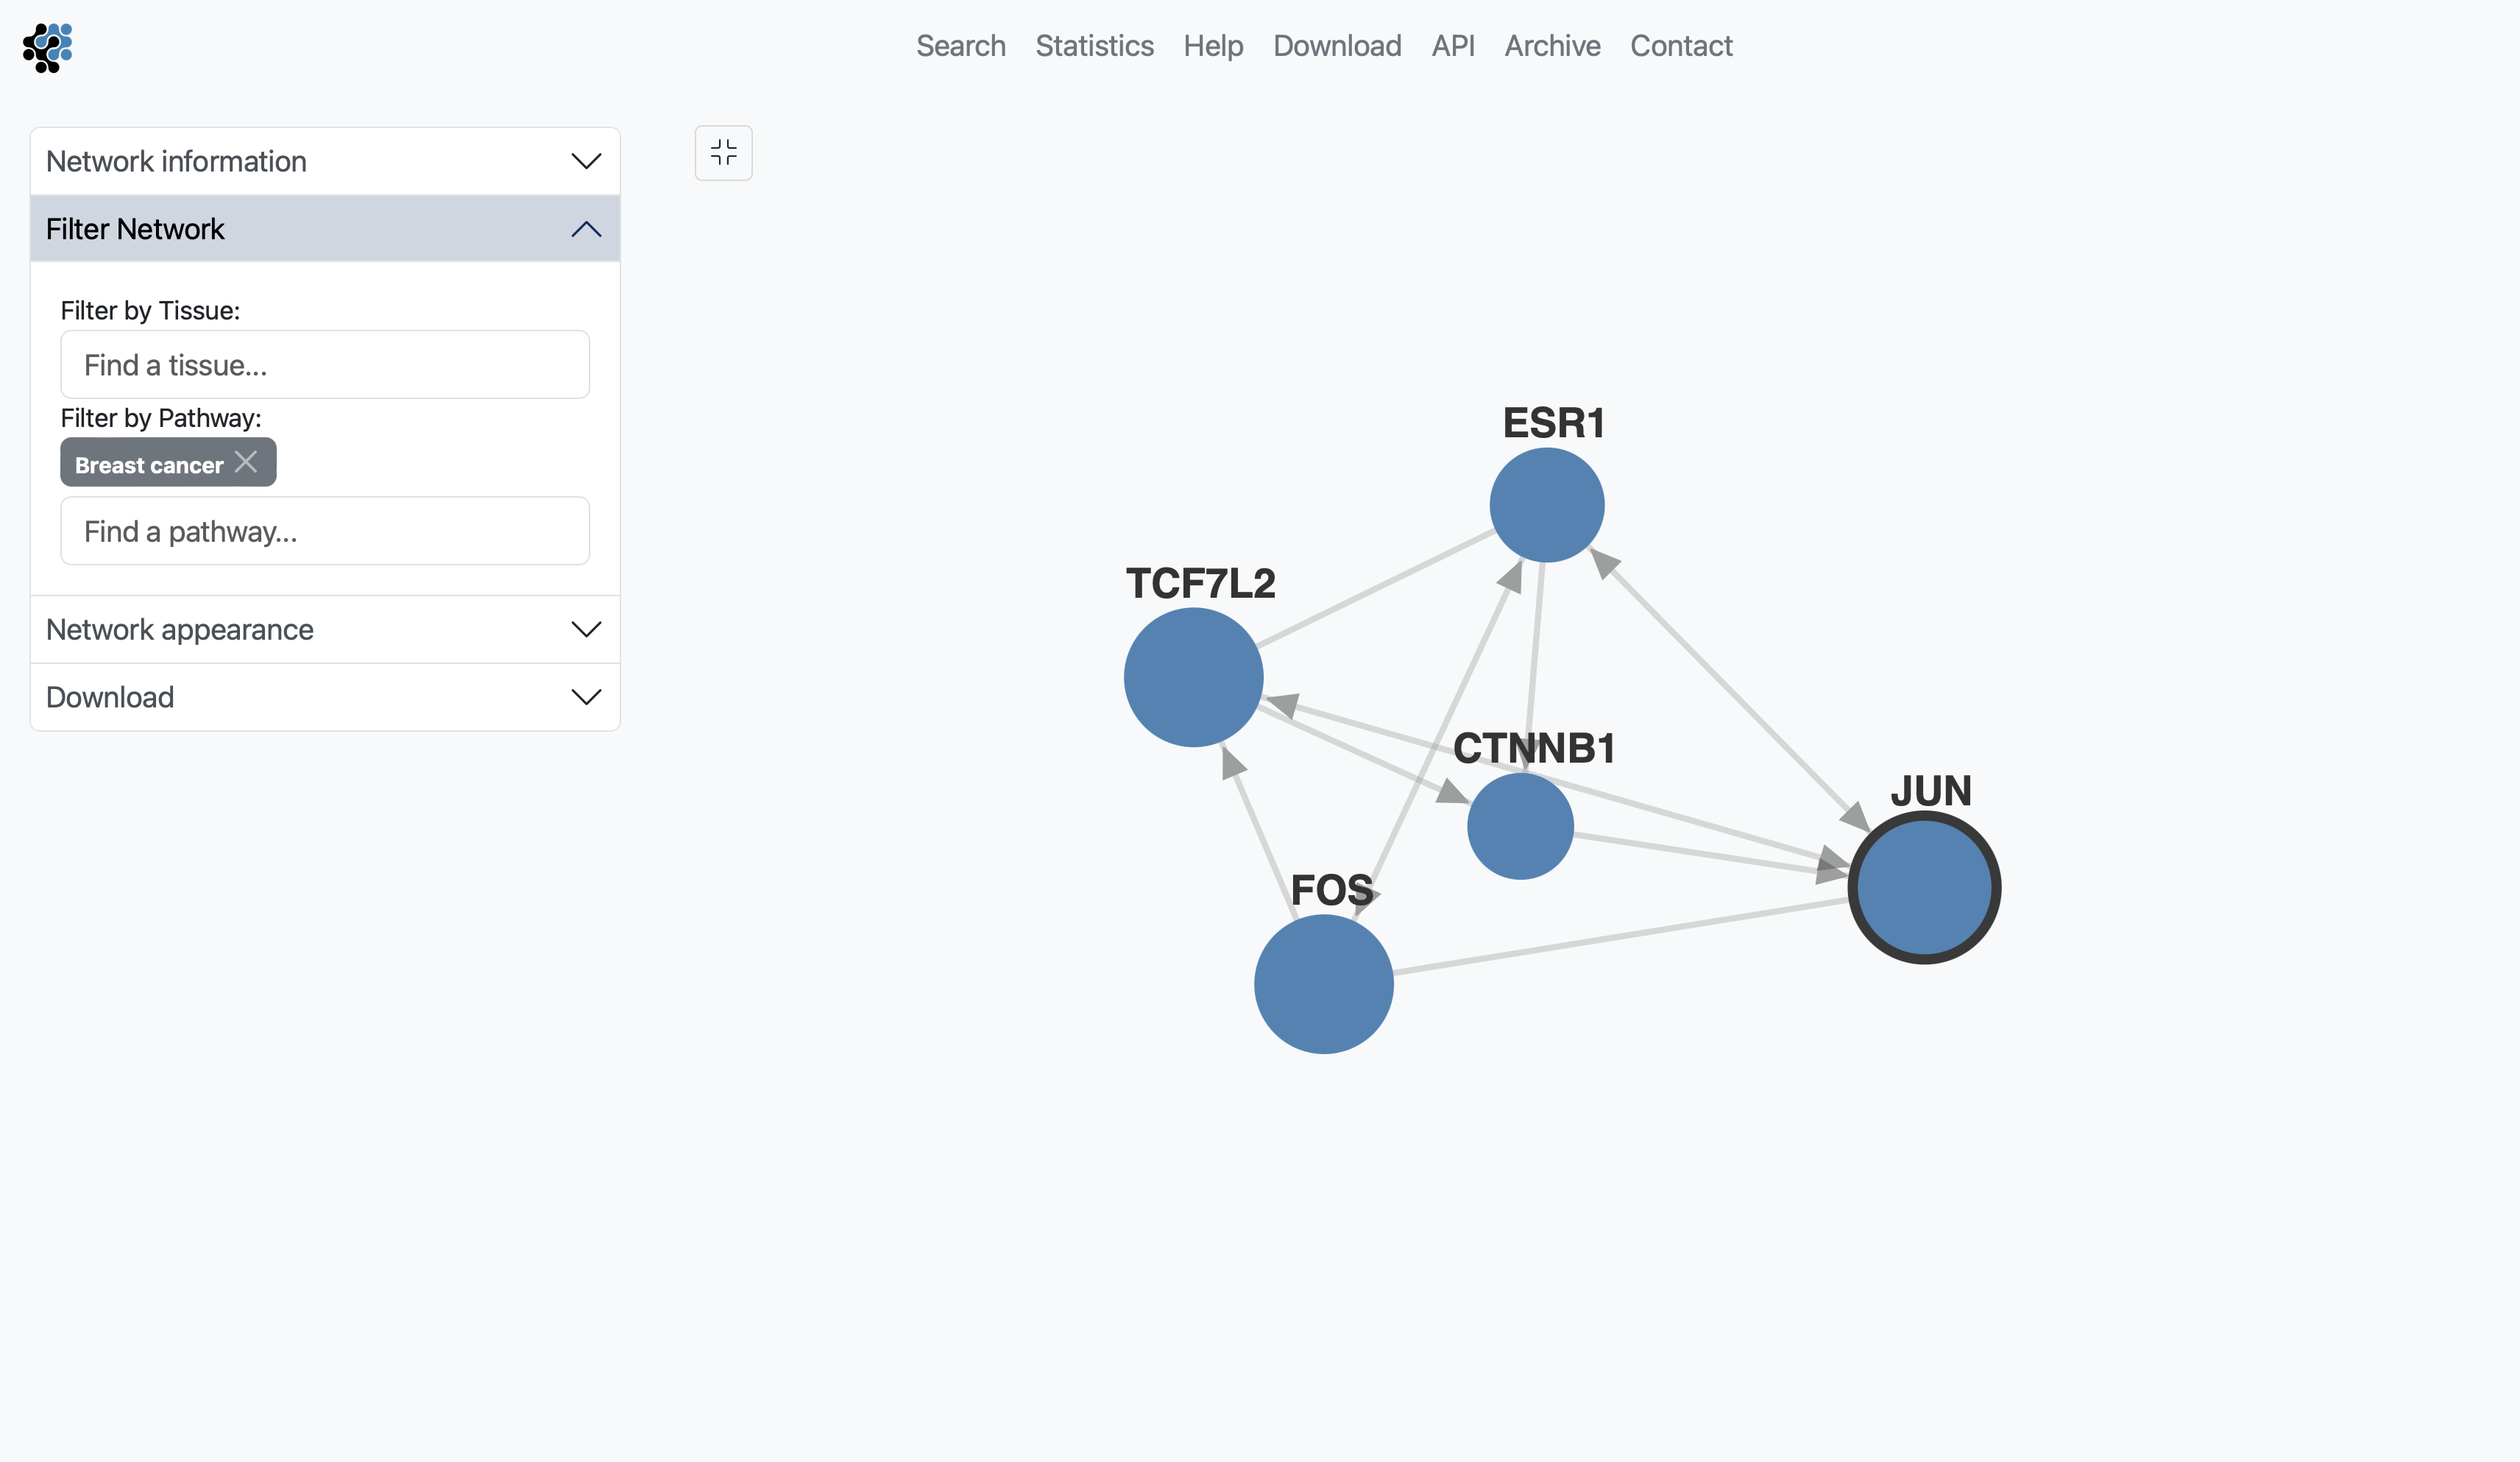 Search Statistics Help Download API Archive Contact
Network information
Filter Network
Filter by Tissue:
Find a tissue...
Filter by Pathway:
Breast cancer
Find a pathway...
Network appearance
Download
ESR1
TCF7L2
CTNNB1
JUN
FOS